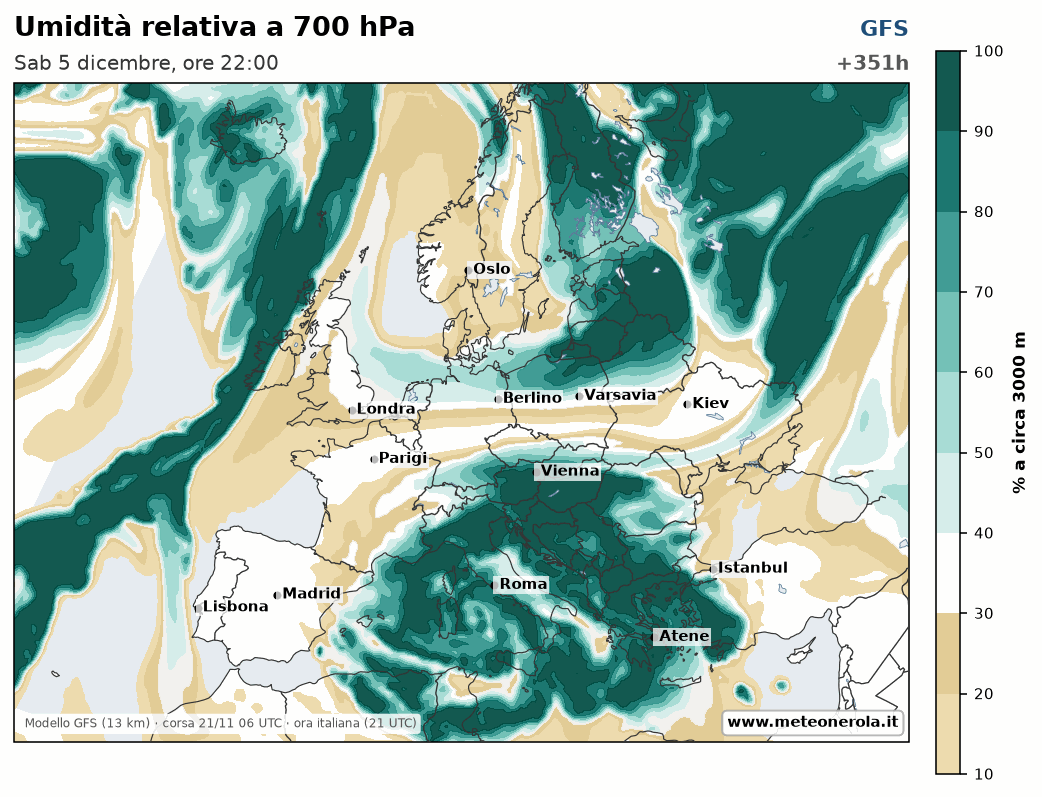 Umidità relativa a 700 hPa
GFS
Sab 5 dicembre, ore 22:00
+351h
100
90
80
70
60
50
40
30
20
10
% a circa 3000 m
Oslo
Berlino
Varsavia
Kiev
Londra
Parigi
Vienna
Istanbul
Roma
Madrid
Lisbona
Atene
Modello GFS (13 km) · corsa 21/11 06 UTC · ora italiana (21 UTC)
www.meteonerola.it